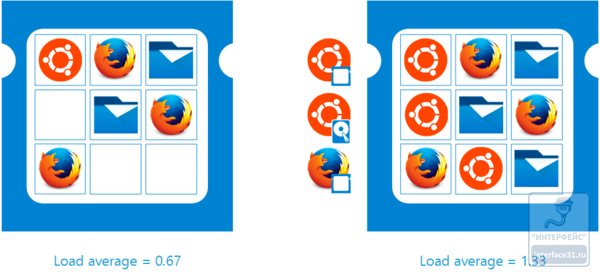 Load average = 0.67
Load average = 1.33
"ИНТЕРФЕЙС"
interface31.ru